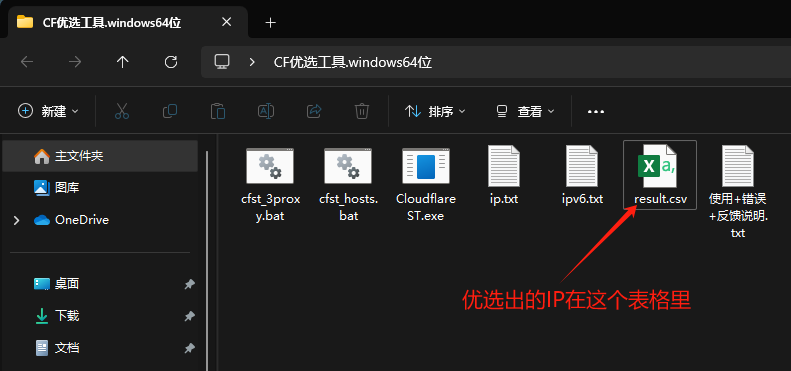 CF优选工具.windows64位
CF优选工具.windows64位
新建
排序
查看
主文件夹
图库
OneDrive
桌面
下载
文档
cfst_3prox
y.bat
cfst_hosts.
bat
Cloudflare
ST.exe
ip.txt
ipv6.txt
result.csv
使用+错误
+反馈说明.
txt
优选出的IP在这个表格里